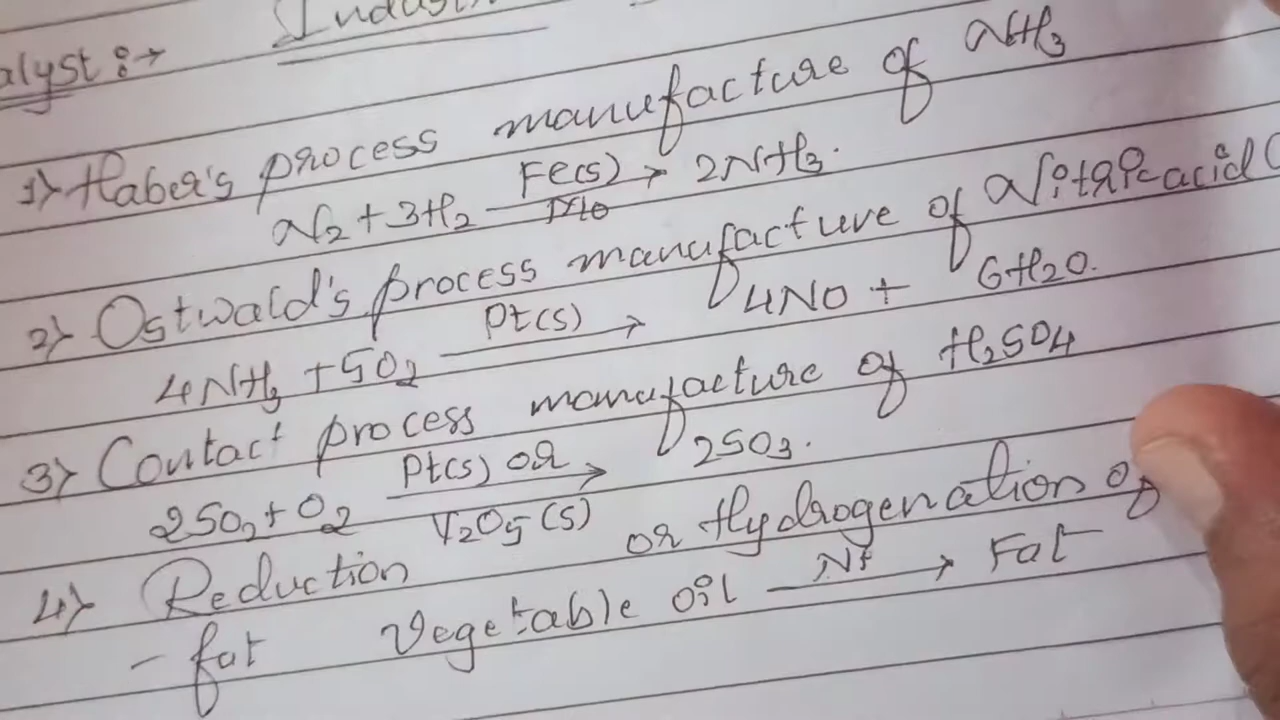 alyst :→
1) Haber's process manufacture of NH3
N2 + 3H2 Fe(s) → 2NH3.
Mo
2) Ostwald's process manufacture of Nitric acid (
4NH3 + 5O2 Pt(s) → 4NO + 6H2O.
3) Contact process manufacture of H2SO4
2SO2 + O2 Pt(s) or → 2SO3.
V2O5 (s)
4) Reduction or Hydrogenation of
- fat Vegetable oil Ni → Fat